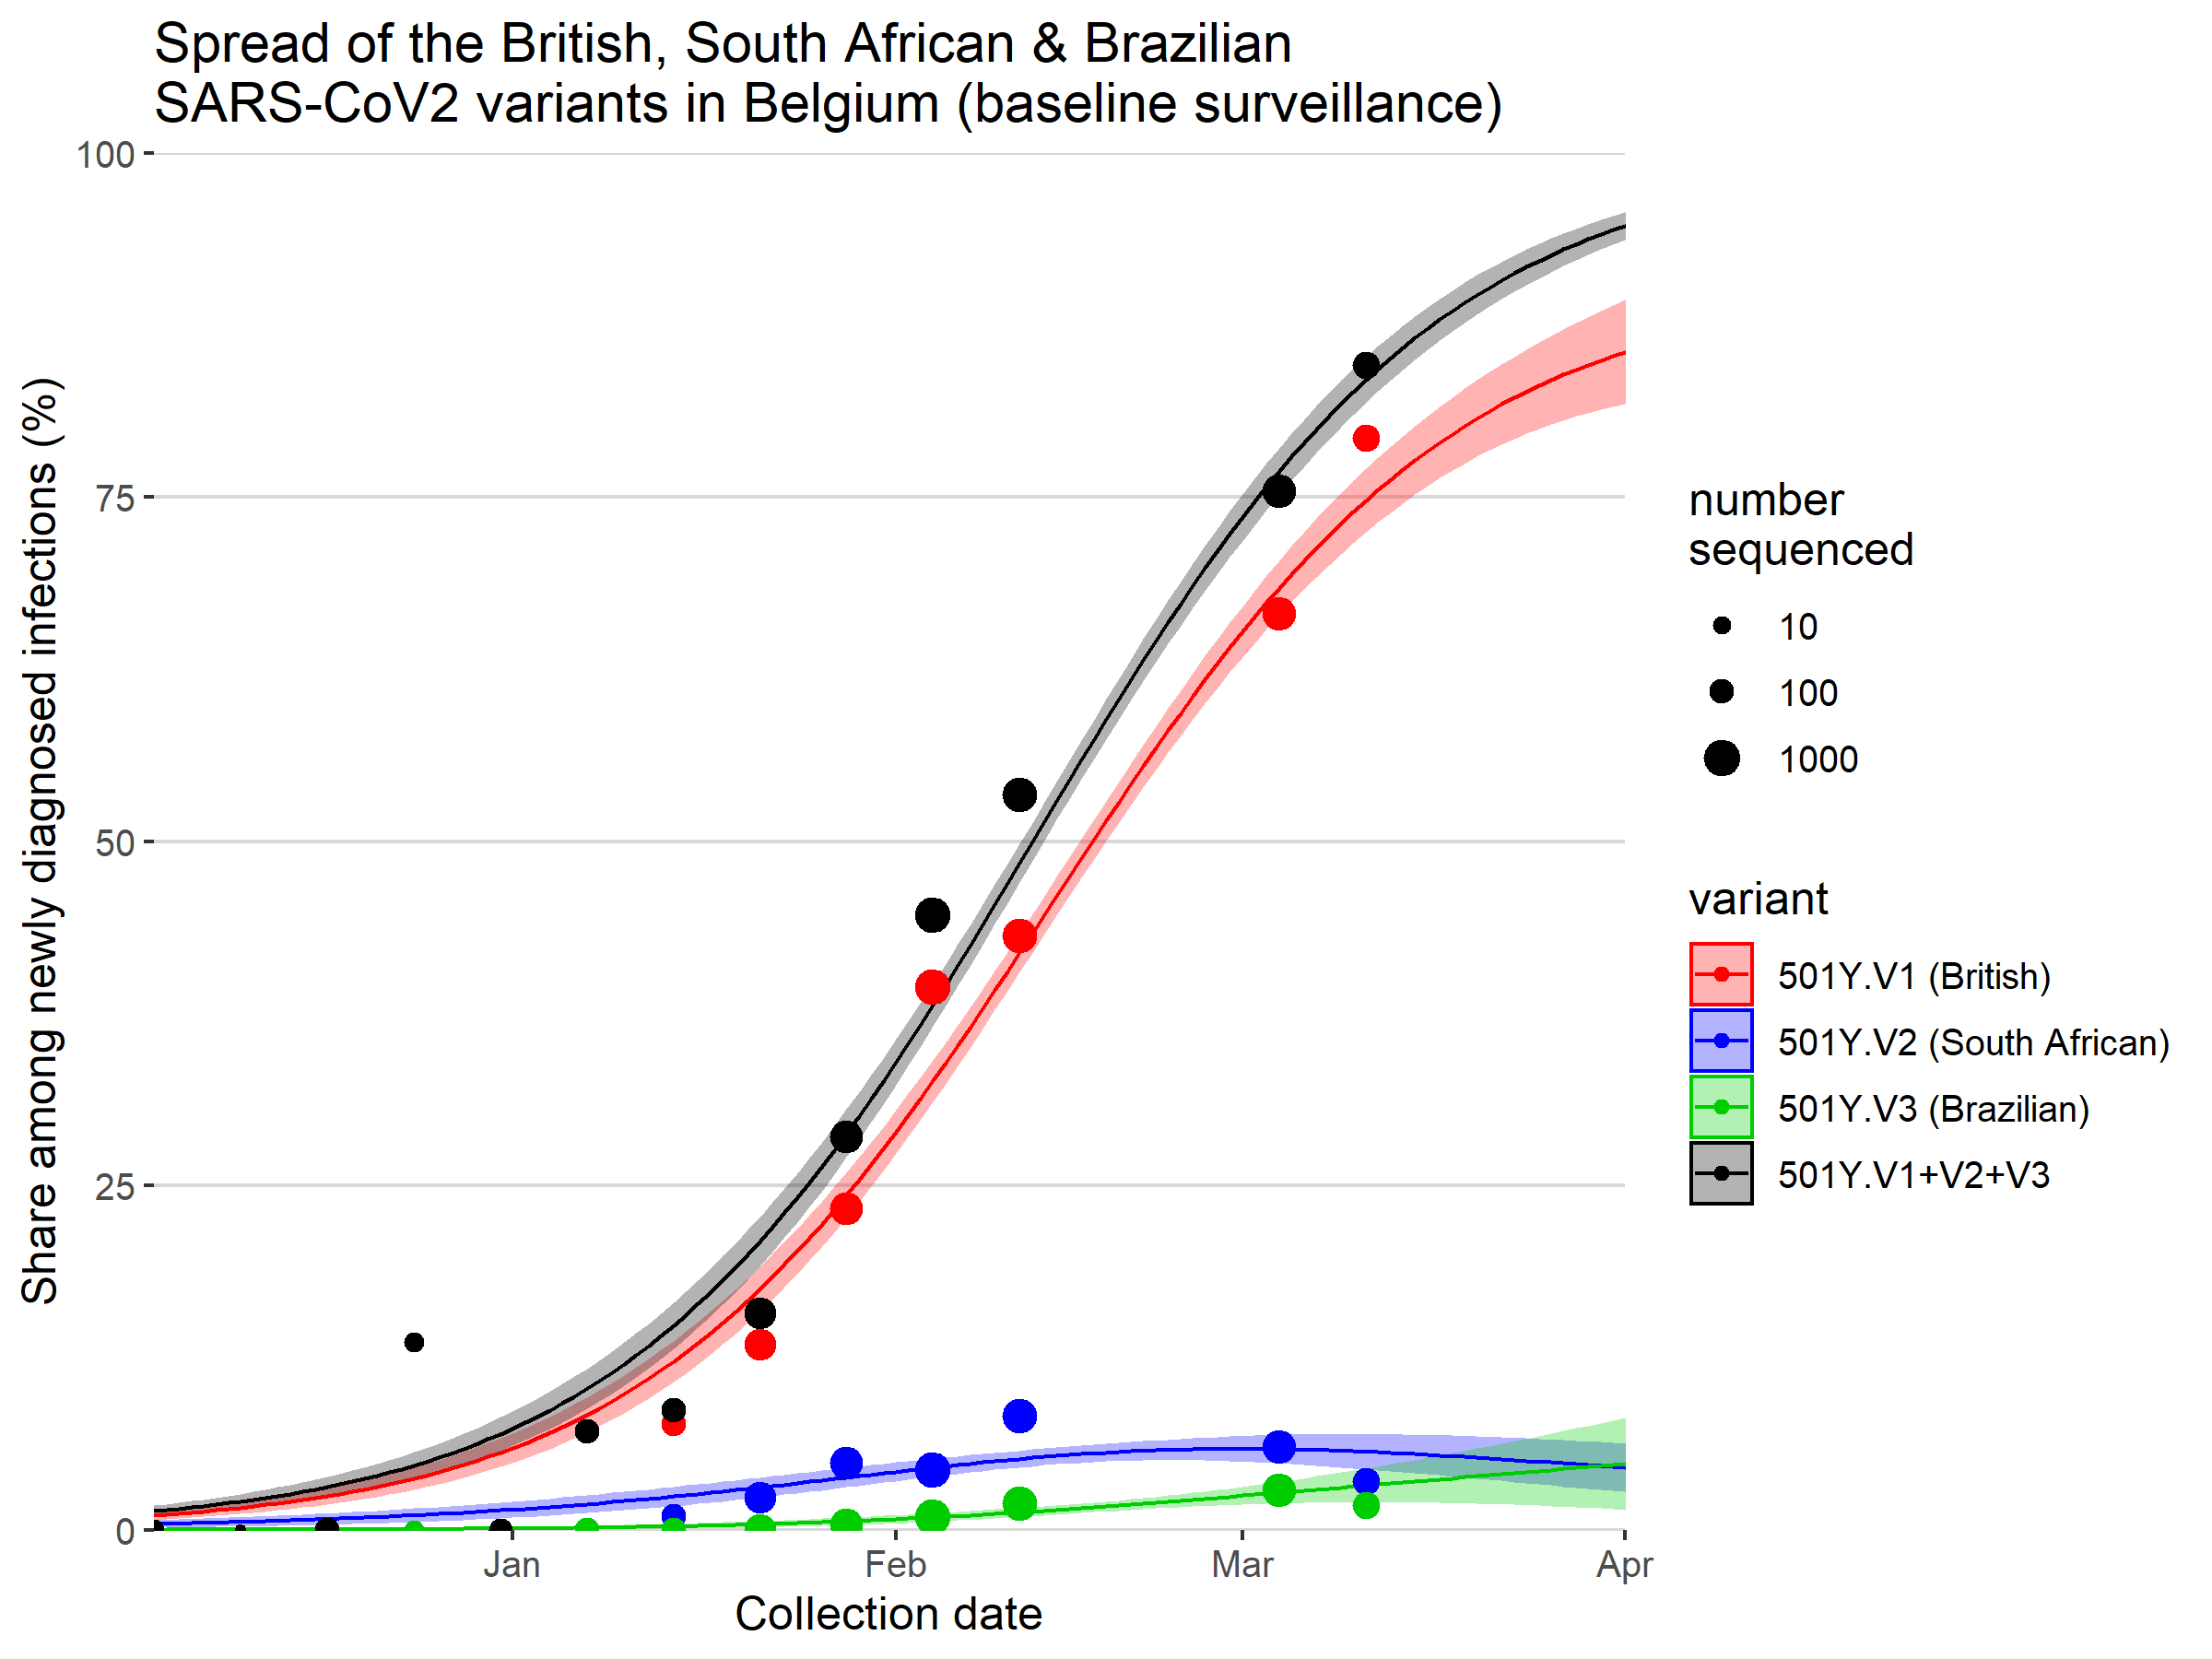 Spread of the British, South African & Brazilian
SARS-CoV2 variants in Belgium (baseline surveillance)
100
75
50
25
0
Share among newly diagnosed infections (%)
Jan
Feb
Mar
Apr
Collection date
number
sequenced
10
100
1000
variant
501Y.V1 (British)
501Y.V2 (South African)
501Y.V3 (Brazilian)
501Y.V1+V2+V3